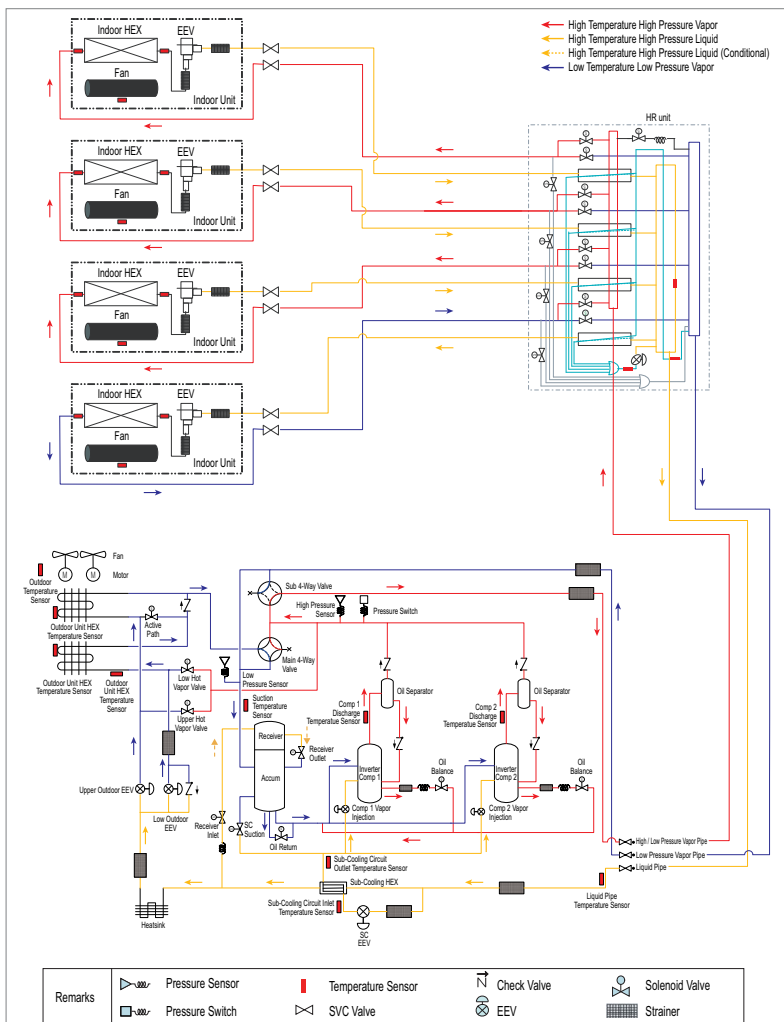 High Temperature High Pressure Vapor
High Temperature High Pressure Liquid
High Temperature High Pressure Liquid (Conditional)
Low Temperature Low Pressure Vapor
Indoor HEX
EEV
Fan
Indoor Unit
HR unit
Indoor HEX
EEV
Fan
Indoor Unit
Indoor HEX
EEV
Fan
Indoor Unit
Indoor HEX
EEV
Fan
Indoor Unit
Fan
M
M
Motor
Outdoor
Temperature
Sensor
Outdoor Unit HEX
Temperature Sensor
Active
Path
Sub 4-Way Valve
High Pressure
Sensor
Pressure Switch
Main 4-Way
Valve
Outdoor Unit HEX
Temperature Sensor
Outdoor
Unit HEX
Temperature
Sensor
Low Hot
Vapor Valve
Upper Hot
Vapor Valve
Low
Pressure Sensor
Suction
Temperature
Sensor
Comp 1
Discharge
Temperatue Sensor
Oil Separator
Comp 2
Discharge
Temperatue Sensor
Oil Separator
Receiver
Receiver
Outlet
Accum
Inverter
Comp 1
Oil
Balance
Inverter
Comp 2
Oil
Balance
Upper Outdoor EEV
Low Outdoor
EEV
Receiver
Inlet
SC
Suction
Oil Return
Comp 1 Vapor
Injection
Comp 2 Vapor
Injection
High / Low Pressure Vapor Pipe
Low Pressure Vapor Pipe
Liquid Pipe
Sub-Cooling Circuit
Outlet Temperature Sensor
Sub-Cooling HEX
Liquid Pipe
Temperature Sensor
Heatsink
Sub-Cooling Circuit Inlet
Temperature Sensor
SC
EEV
Remarks
Pressure Sensor
Temperature Sensor
Check Valve
Solenoid Valve
Pressure Switch
SVC Valve
EEV
Strainer